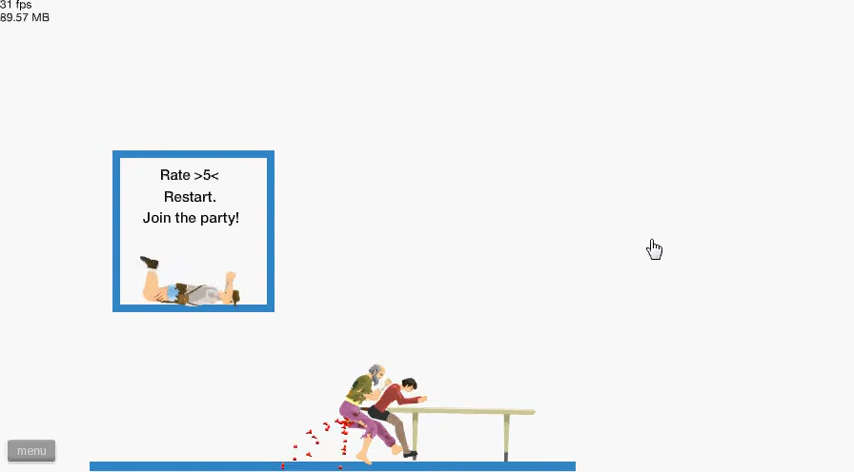 31 fps
89.57 MB
Rate >5<
Restart.
Join the party!
menu